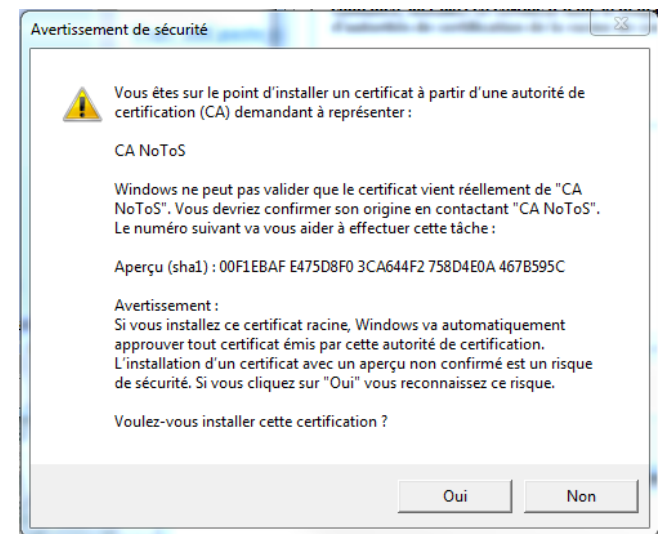 Avertissement de sécurité
Vous êtes sur le point d'installer un certificat à partir d'une autorité de
certification (CA) demandant à représenter :
CA NoToS
Windows ne peut pas valider que le certificat vient réellement de "CA
NoToS". Vous devriez confirmer son origine en contactant "CA NoToS".
Le numéro suivant va vous aider à effectuer cette tâche :
Aperçu (sha1) : 00F1EBAF E475D8F0 3CA644F2 758D4E0A 467B595C
Avertissement :
Si vous installez ce certificat racine, Windows va automatiquement
approuver tout certificat émis par cette autorité de certification.
L'installation d'un certificat avec un aperçu non confirmé est un risque
de sécurité. Si vous cliquez sur "Oui" vous reconnaissez ce risque.
Voulez-vous installer cette certification ?
Oui
Non